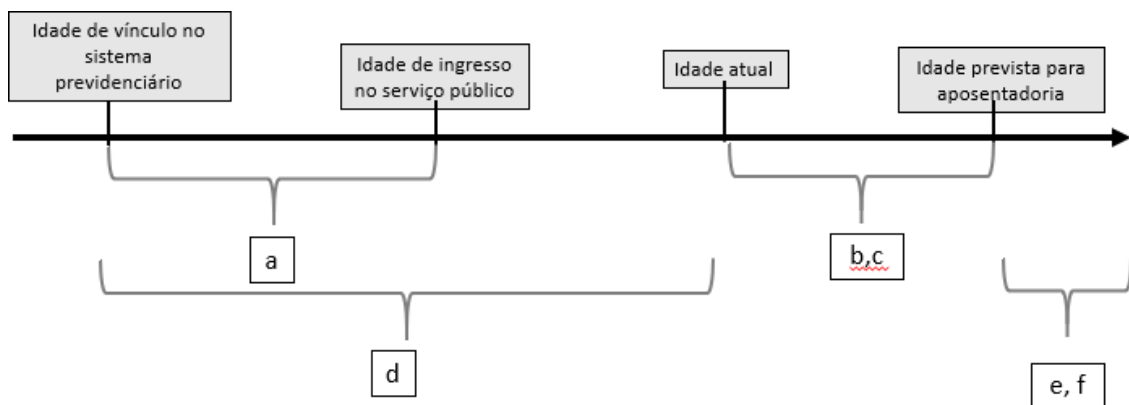 Idade de vínculo no
sistema
previdenciário
Idade de ingresso
no serviço público
Idade atual
Idade prevista para
aposentadoria
a
b,c
d
e, f